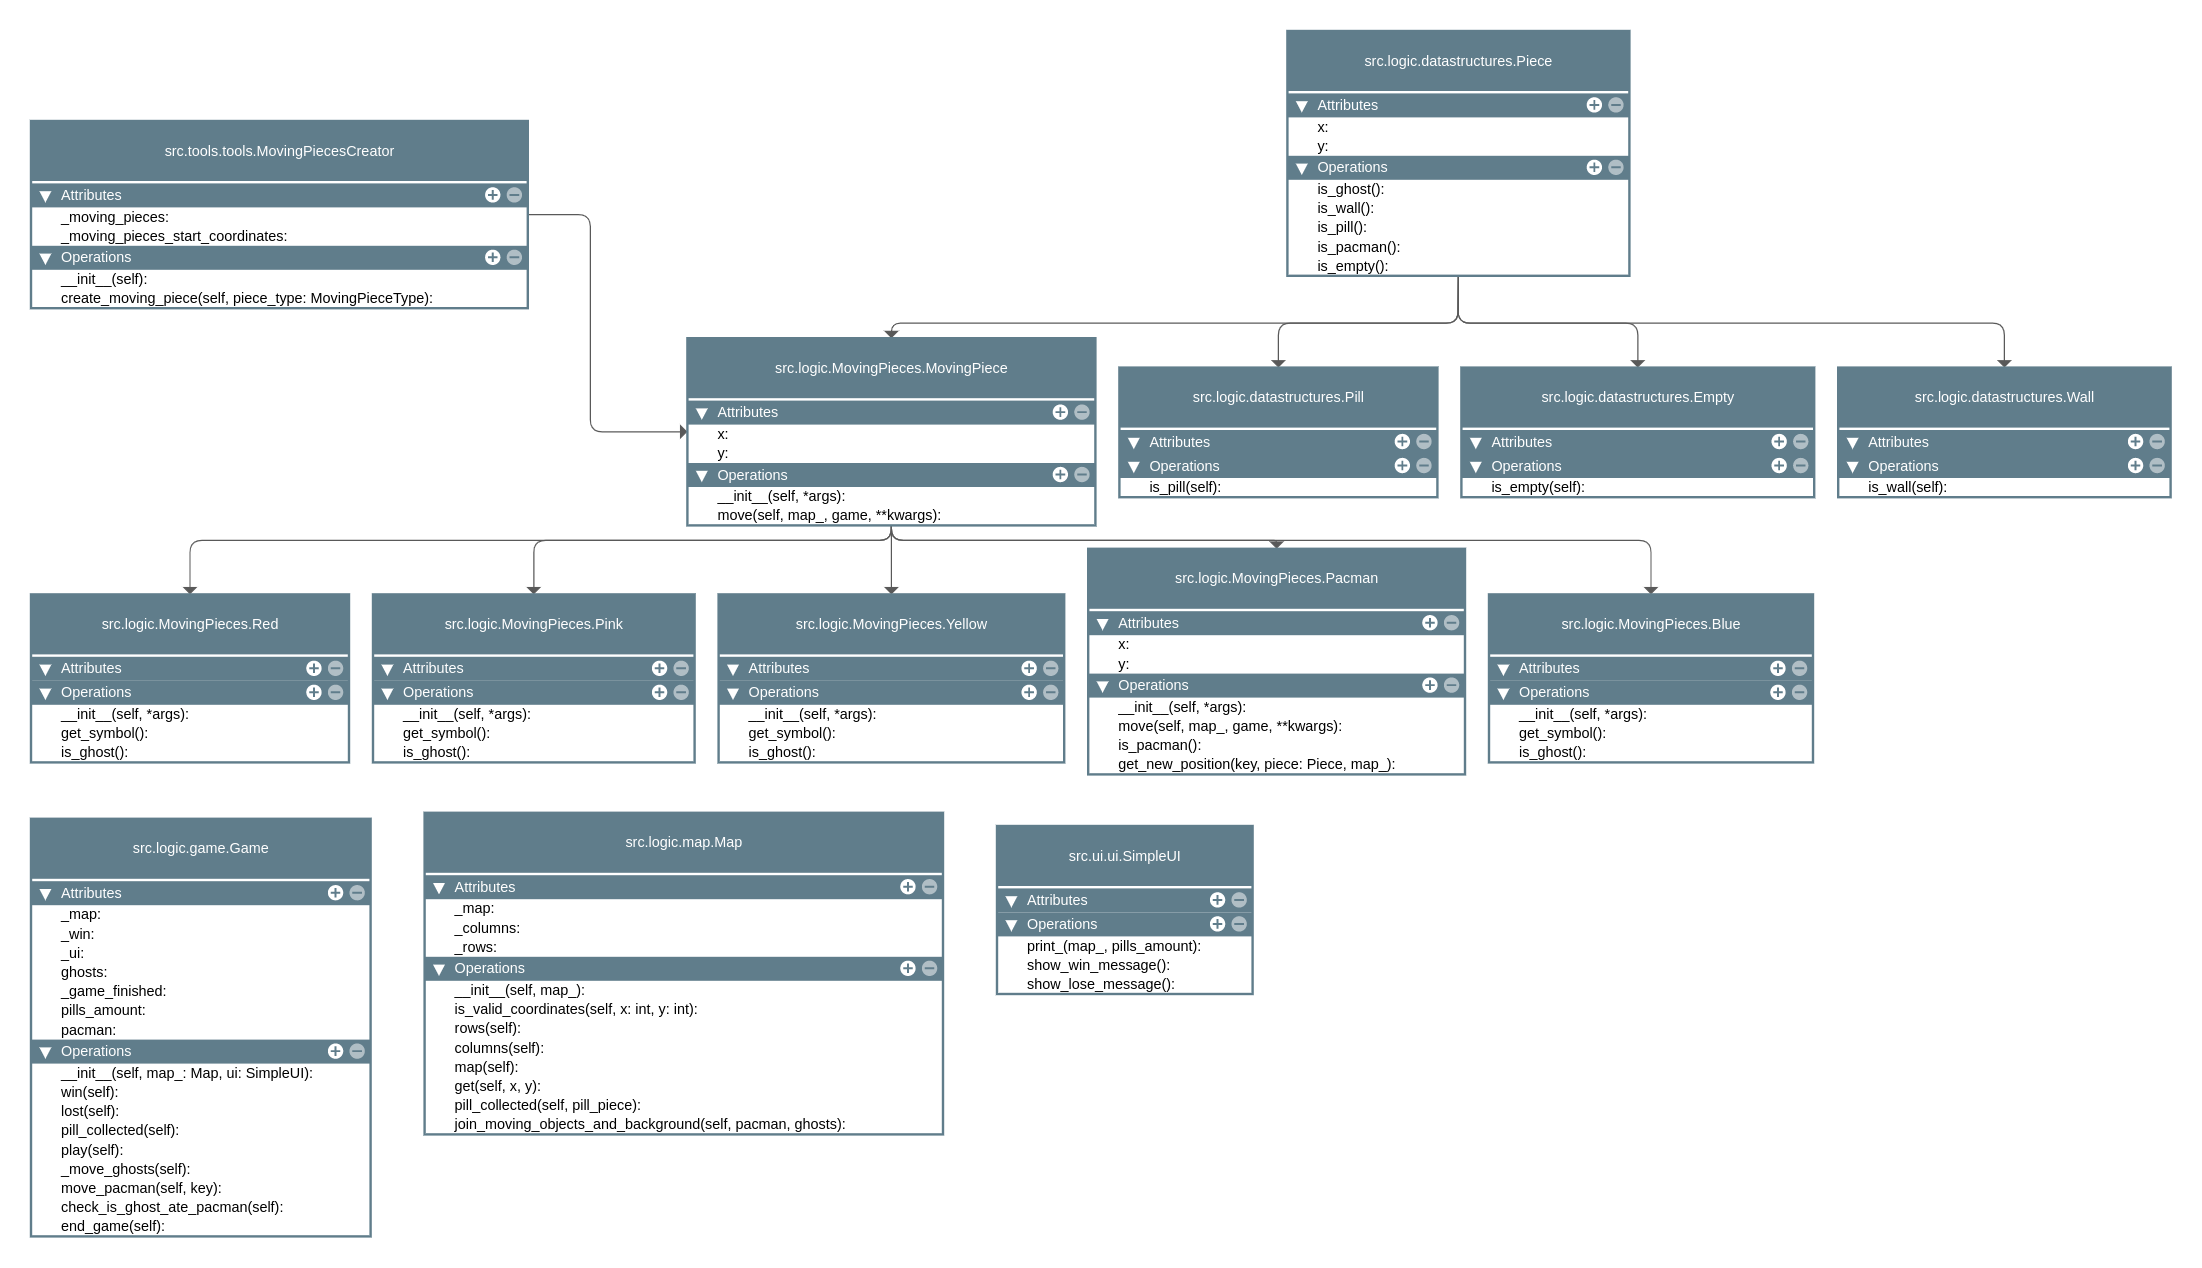 src.logic.datastructures.Piece
Attributes
x:
y:
Operations
is_ghost():
is_wall():
is_pill():
is_pacman():
is_empty():
src.tools.tools.MovingPiecesCreator
Attributes
_moving_pieces:
_moving_pieces_start_coordinates:
Operations
__init__(self):
create_moving_piece(self, piece_type: MovingPieceType):
src.logic.MovingPieces.MovingPiece
Attributes
x:
y:
Operations
__init__(self, *args):
move(self, map_, game, **kwargs):
src.logic.datastructures.Pill
Attributes
Operations
is_pill(self):
src.logic.datastructures.Empty
Attributes
Operations
is_empty(self):
src.logic.datastructures.Wall
Attributes
Operations
is_wall(self):
src.logic.MovingPieces.Red
Attributes
Operations
__init__(self, *args):
get_symbol():
is_ghost():
src.logic.MovingPieces.Pink
Attributes
Operations
__init__(self, *args):
get_symbol():
is_ghost():
src.logic.MovingPieces.Yellow
Attributes
Operations
__init__(self, *args):
get_symbol():
is_ghost():
src.logic.MovingPieces.Pacman
Attributes
x:
y:
Operations
__init__(self, *args):
move(self, map_, game, **kwargs):
is_pacman():
get_new_position(key, piece: Piece, map_):
src.logic.MovingPieces.Blue
Attributes
Operations
__init__(self, *args):
get_symbol():
is_ghost():
src.logic.game.Game
Attributes
_map:
_win:
_ui:
ghosts:
_game_finished:
pills_amount:
pacman:
Operations
__init__(self, map_: Map, ui: SimpleUI):
win(self):
lost(self):
pill_collected(self):
play(self):
_move_ghosts(self):
move_pacman(self, key):
check_is_ghost_ate_pacman(self):
end_game(self):
src.logic.map.Map
Attributes
_map:
_columns:
_rows:
Operations
__init__(self, map_):
is_valid_coordinates(self, x: int, y: int):
rows(self):
columns(self):
map(self):
get(self, x, y):
pill_collected(self, pill_piece):
join_moving_objects_and_background(self, pacman, ghosts):
src.ui.ui.SimpleUI
Attributes
Operations
print_(map_, pills_amount):
show_win_message():
show_lose_message():